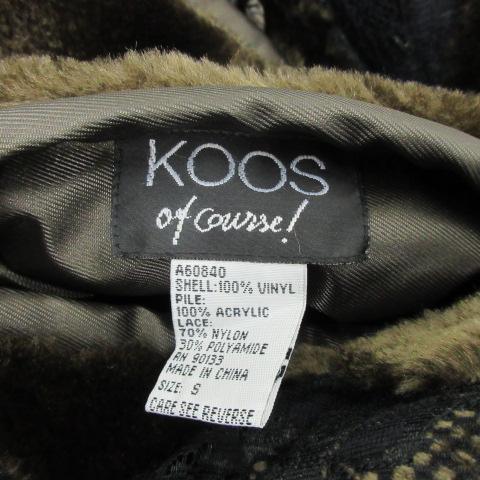 KOOS
of course!
A60840
SHELL:100% VINYL
PILE:
100% ACRYLIC
LACE:
70% NYLON
30% POLYAMIDE
RN 90133
MADE IN CHINA
SIZE: S
CARE SEE REVERSE